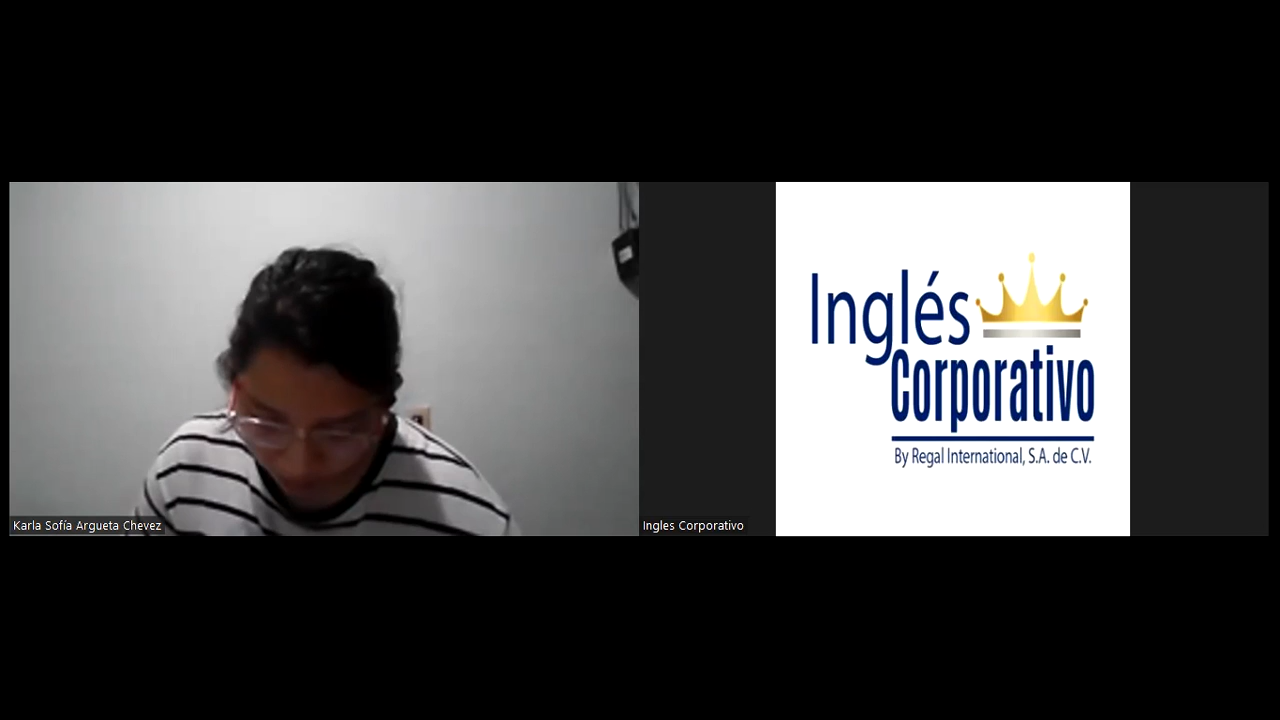 Inglés
Corporativo
By Regal International, S.A. de C.V.
Karla Sofía Argueta Chevez
Ingles Corporativo